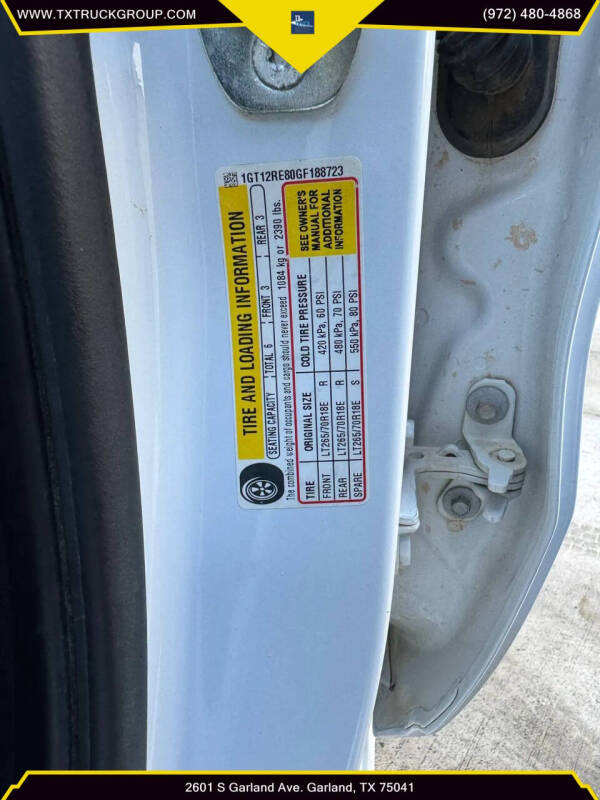 WWW.TXTRUCKGROUP.COM
(972) 480-4868
1GT12RE80GF188723
TIRE AND LOADING INFORMATION
SEATING CAPACITY TOTAL 6 FRONT 3 REAR 3
The combined weight of occupants and cargo should never exceed 1084 kg or 2390 lbs.
TIRE ORIGINAL SIZE COLD TIRE PRESSURE
FRONT LT265/70R18E R 420 kPa, 60 PSI
REAR LT265/70R18E R 480 kPa, 70 PSI
SPARE LT265/70R18E S 550 kPa, 80 PSI
SEE OWNER'S
MANUAL FOR
ADDITIONAL
INFORMATION
2601 S Garland Ave. Garland, TX 75041